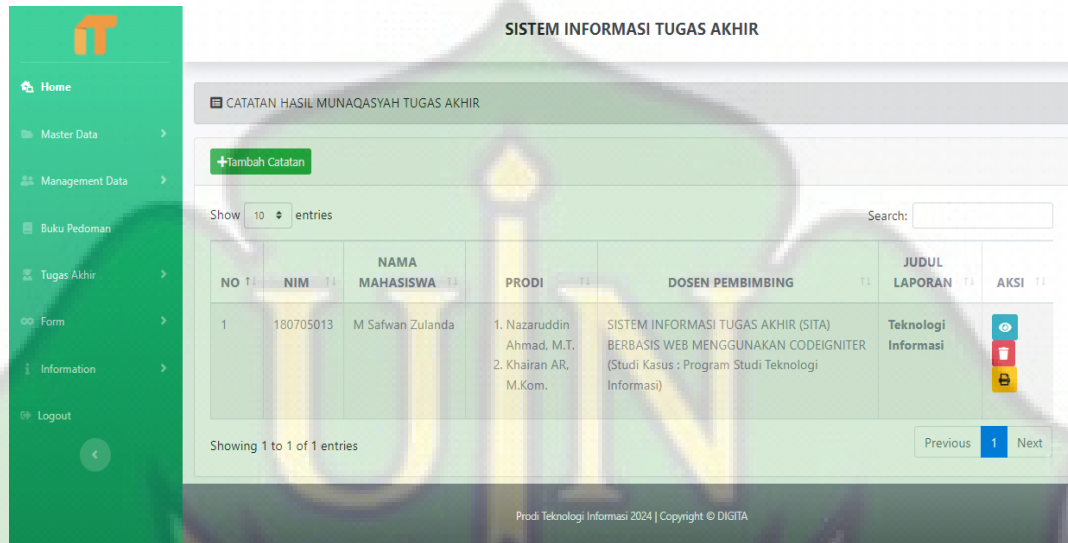 SISTEM INFORMASI TUGAS AKHIR
iT
Home
Master Data
Management Data
Buku Pedoman
Tugas Akhir
Form
Information
Logout
CATATAN HASIL MUNAQASYAH TUGAS AKHIR
+Tambah Catatan
Show 10 entries
Search:
NO NIM NAMA MAHASISWA PRODI DOSEN PEMBIMBING JUDUL LAPORAN AKSI
1 180705013 M Safwan Zulanda
1. Nazaruddin
Ahmad, M.T.
2. Khairan AR,
M.Kom.
SISTEM INFORMASI TUGAS AKHIR (SITA)
BERBASIS WEB MENGGUNAKAN CODEIGNITER
(Studi Kasus : Program Studi Teknologi
Informasi)
Teknologi
Informasi
Showing 1 to 1 of 1 entries
Previous 1 Next
Prodi Teknologi Informasi 2024 | Copyright © DIGITA
UIN